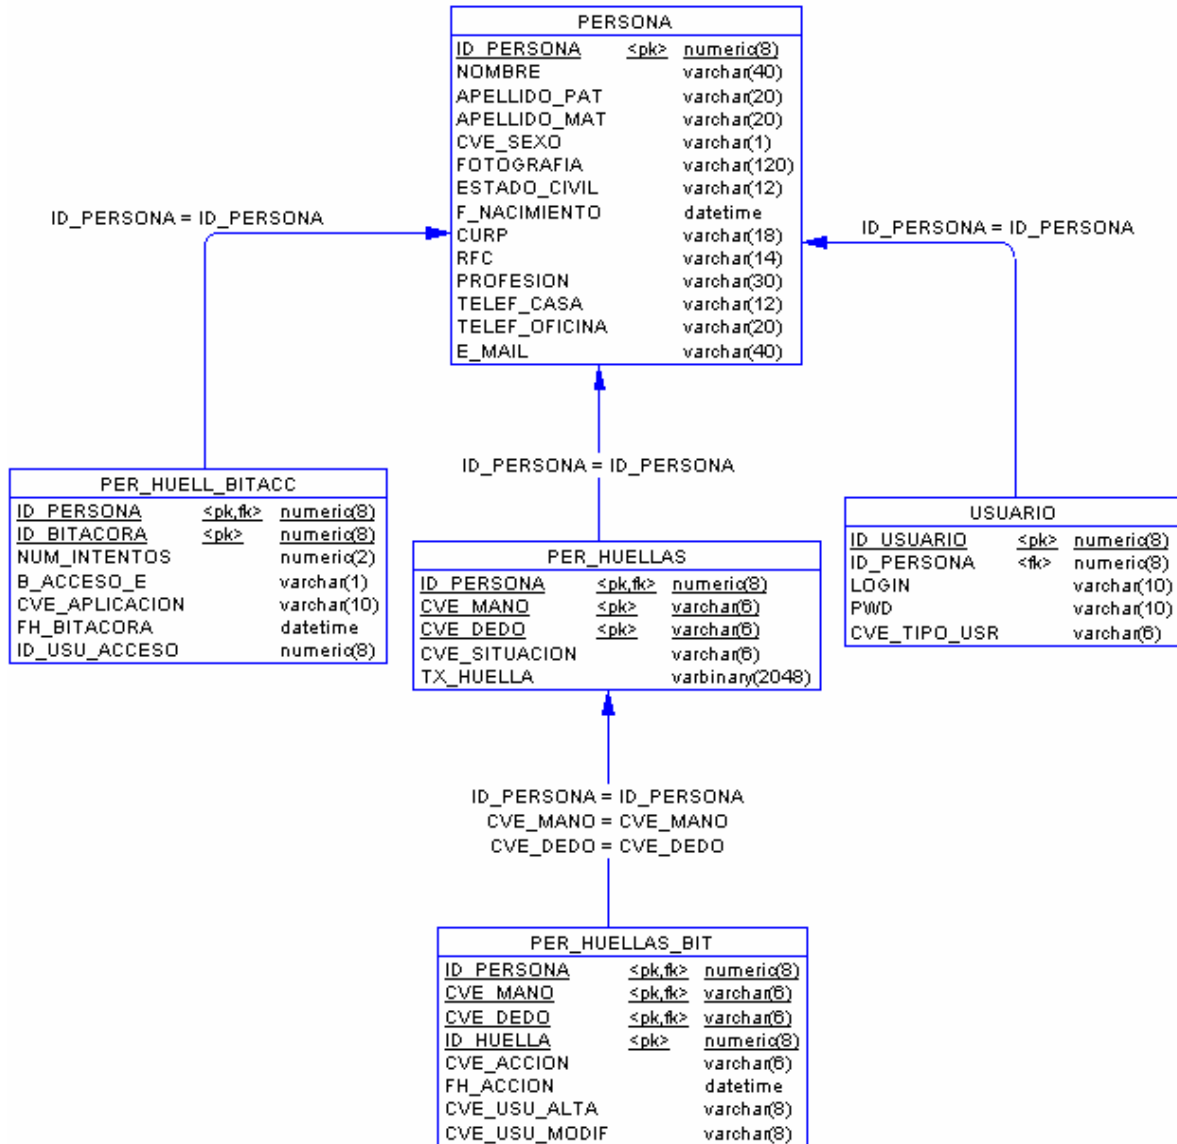 PERSONA
ID_PERSONA <pk> numeric(8)
NOMBRE varchar(40)
APELLIDO_PAT varchar(20)
APELLIDO_MAT varchar(20)
CVE_SEXO varchar(1)
FOTOGRAFIA varchar(120)
ESTADO_CIVIL varchar(12)
F_NACIMIENTO datetime
CURP varchar(18)
RFC varchar(14)
PROFESION varchar(30)
TELEF_CASA varchar(12)
TELEF_OFICINA varchar(20)
E_MAIL varchar(40)
ID_PERSONA = ID_PERSONA
ID_PERSONA = ID_PERSONA
ID_PERSONA = ID_PERSONA
PER_HUELL_BITACC
ID_PERSONA <pk,fk> numeric(8)
ID_BITACORA <pk> numeric(8)
NUM_INTENTOS numeric(2)
B_ACCESO_E varchar(1)
CVE_APLICACION varchar(10)
FH_BITACORA datetime
ID_USU_ACCESO numeric(8)
PER_HUELLAS
ID_PERSONA <pk,fk> numeric(8)
CVE_MANO <pk> varchar(6)
CVE_DEDO <pk> varchar(6)
CVE_SITUACION varchar(6)
TX_HUELLA varbinary(2048)
USUARIO
ID_USUARIO <pk> numeric(8)
ID_PERSONA <fk> numeric(8)
LOGIN varchar(10)
PWD varchar(10)
CVE_TIPO_USR varchar(6)
ID_PERSONA = ID_PERSONA
CVE_MANO = CVE_MANO
CVE_DEDO = CVE_DEDO
PER_HUELLAS_BIT
ID_PERSONA <pk,fk> numeric(8)
CVE_MANO <pk,fk> varchar(6)
CVE_DEDO <pk,fk> varchar(6)
ID_HUELLA <pk> numeric(8)
CVE_ACCION varchar(6)
FH_ACCION datetime
CVE_USU_ALTA varchar(8)
CVE_USU_MODIF varchar(8)